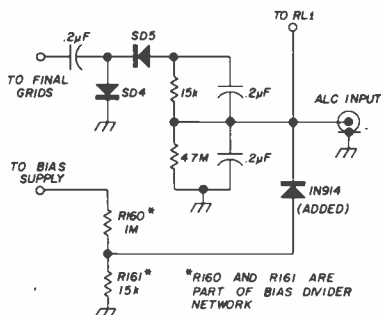 TO RL1
.2µF
SD5
TO FINAL
GRIDS
SD4
15k
.2µF
ALC INPUT
47M
.2µF
TO BIAS
SUPPLY
1N914
(ADDED)
R160*
1M
R161*
15k
*R160 AND R161 ARE
PART OF BIAS DIVIDER
NETWORK